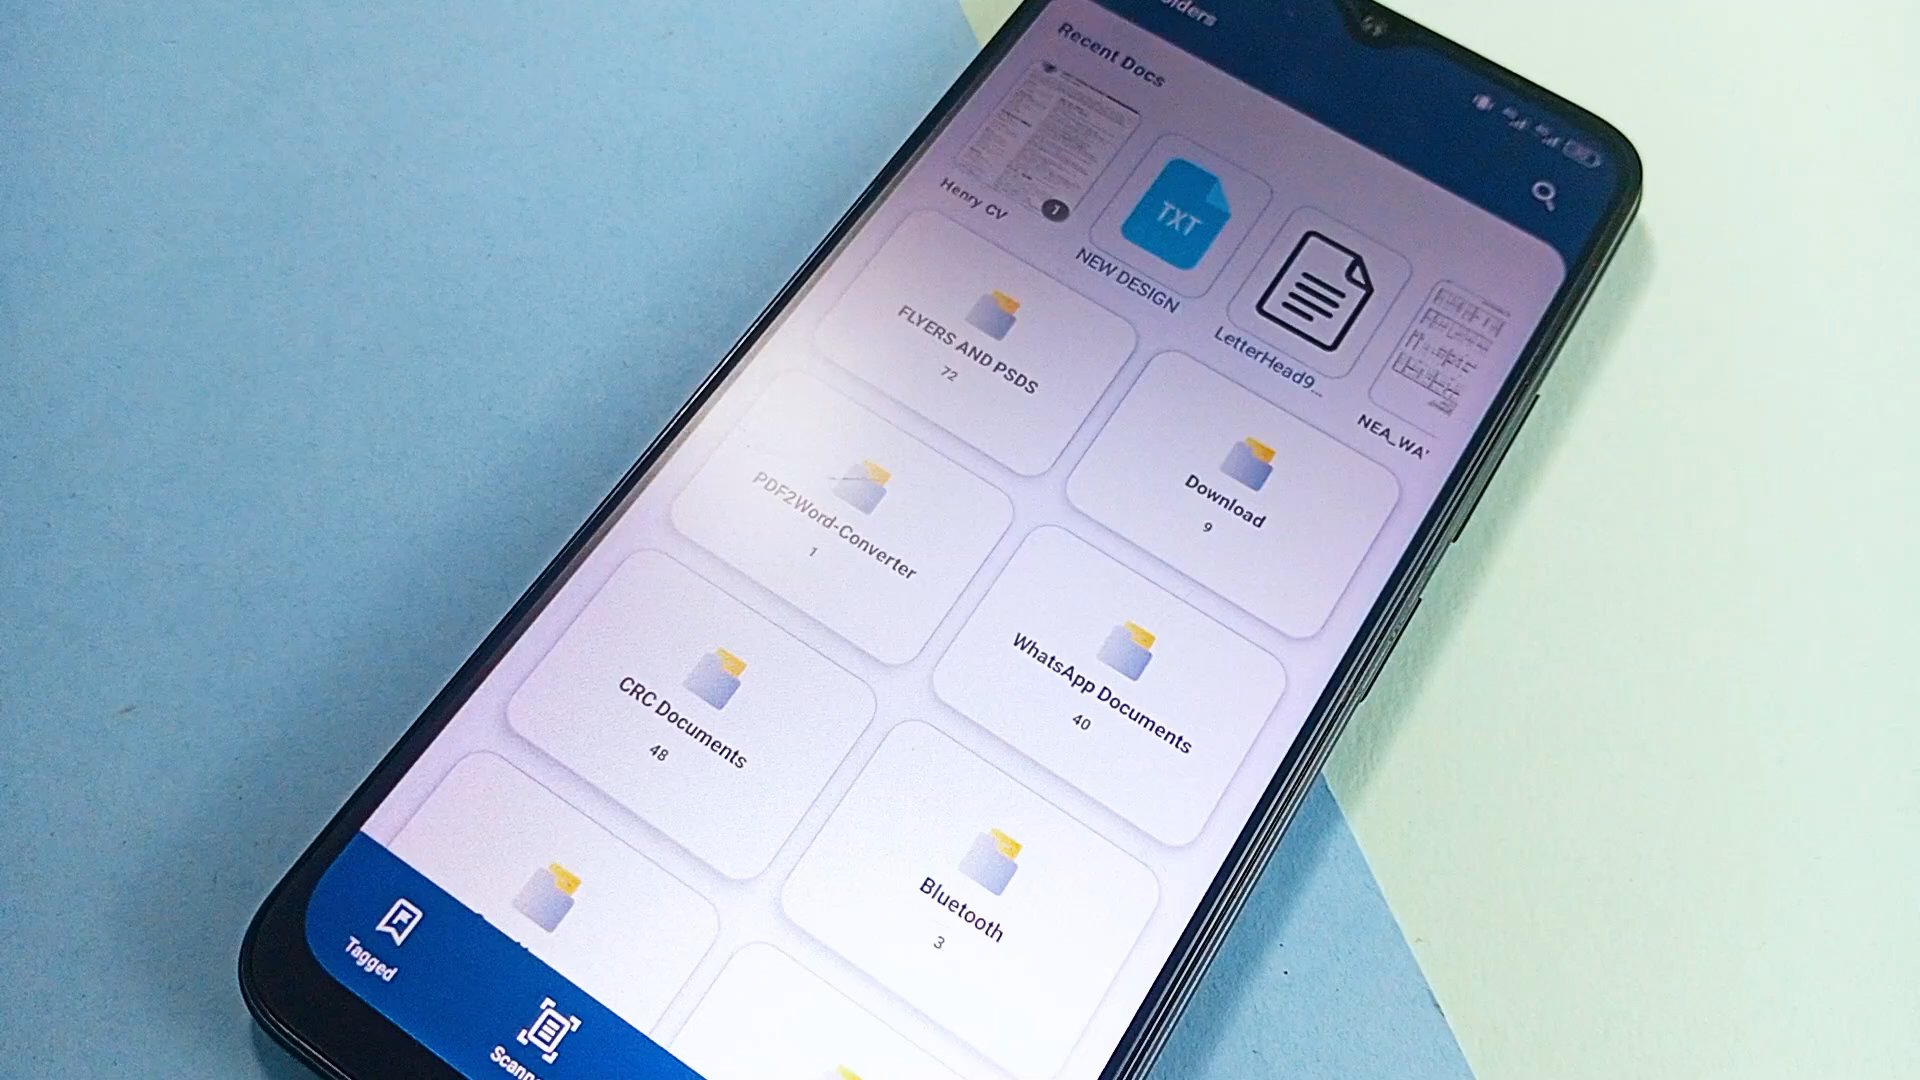 Recent Docs
Henry CV
1
TXT
NEW DESIGN
LetterHead9...
NEA_WA
FLYERS AND PSDS
72
Download
9
PDF2Word-Converter
1
WhatsApp Documents
40
CRC Documents
48
Bluetooth
3
Tagged